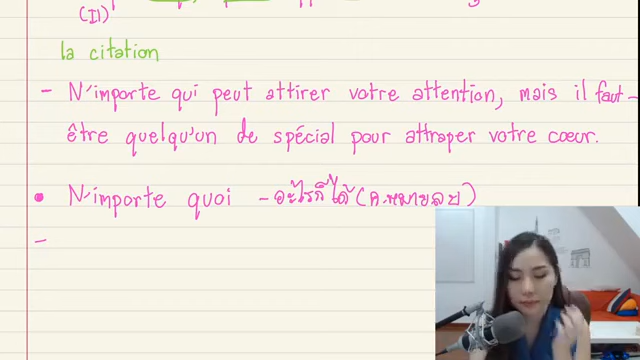 (Il)
la citation
- N'importe qui peut attirer votre attention, mais il faut-
être quelqu'un de spécial pour attraper votre cœur.
• N'importe quoi - อะไรก็ได้ (ค.หมายลบ)
-